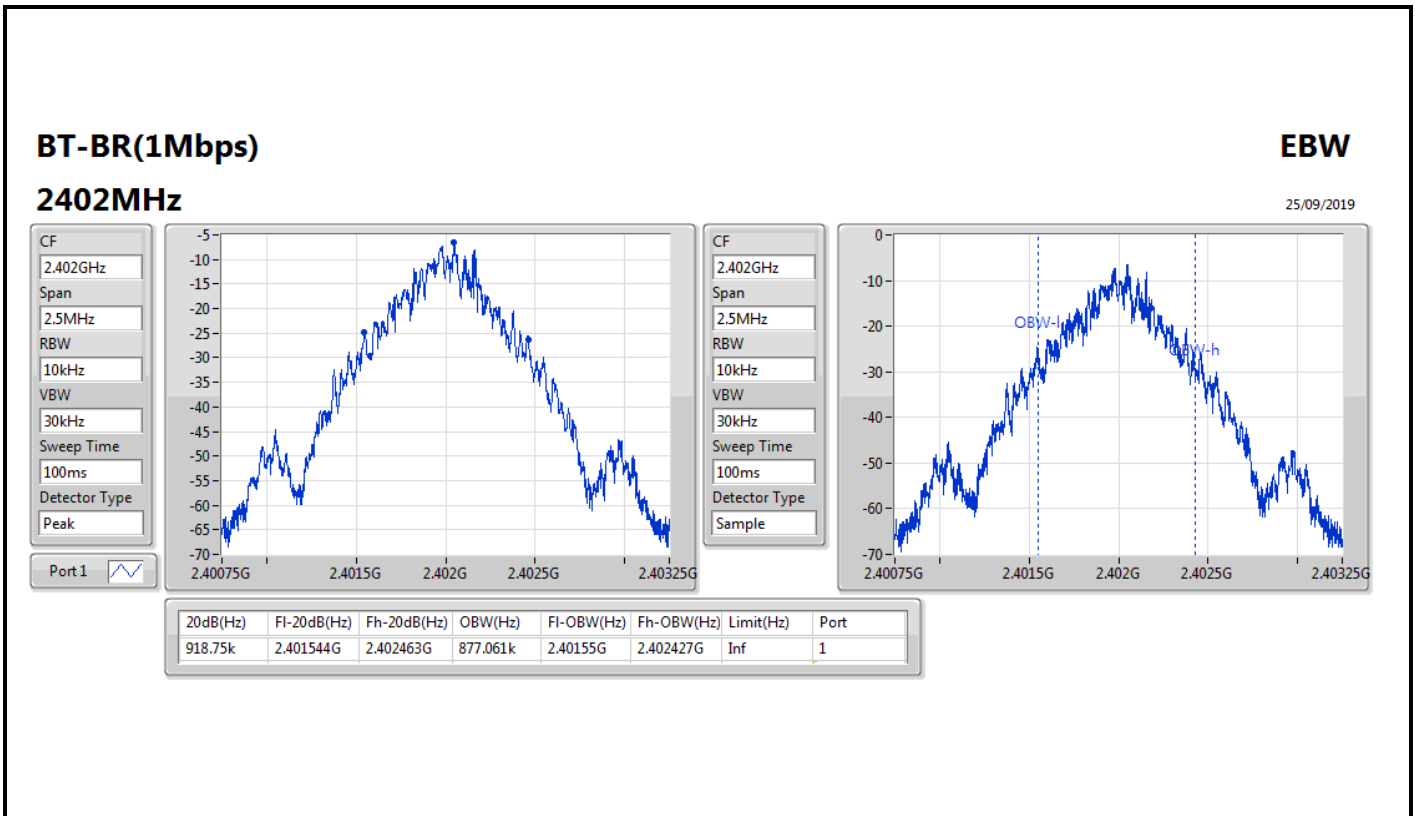 BT-BR(1Mbps)
EBW
2402MHz
25/09/2019
CF
2.402GHz
Span
2.5MHz
RBW
10kHz
VBW
30kHz
Sweep Time
100ms
Detector Type
Peak
Port 1
-5
-10
-15
-20
-25
-30
-35
-40
-45
-50
-55
-60
-65
-70
2.40075G 2.4015G 2.402G 2.4025G 2.40325G
CF
2.402GHz
Span
2.5MHz
RBW
10kHz
VBW
30kHz
Sweep Time
100ms
Detector Type
Sample
0
-10
-20
-30
-40
-50
-60
-70
OBW-l
OBW-h
2.40075G 2.4015G 2.402G 2.4025G 2.40325G
20dB(Hz) Fl-20dB(Hz) Fh-20dB(Hz) OBW(Hz) Fl-OBW(Hz) Fh-OBW(Hz) Limit(Hz) Port
918.75k 2.401544G 2.402463G 877.061k 2.40155G 2.402427G Inf 1